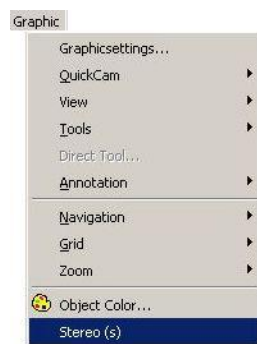 Graphic
Graphicsettings...
QuickCam
View
Tools
Direct Tool...
Annotation
Navigation
Grid
Zoom
Object Color...
Stereo (s)